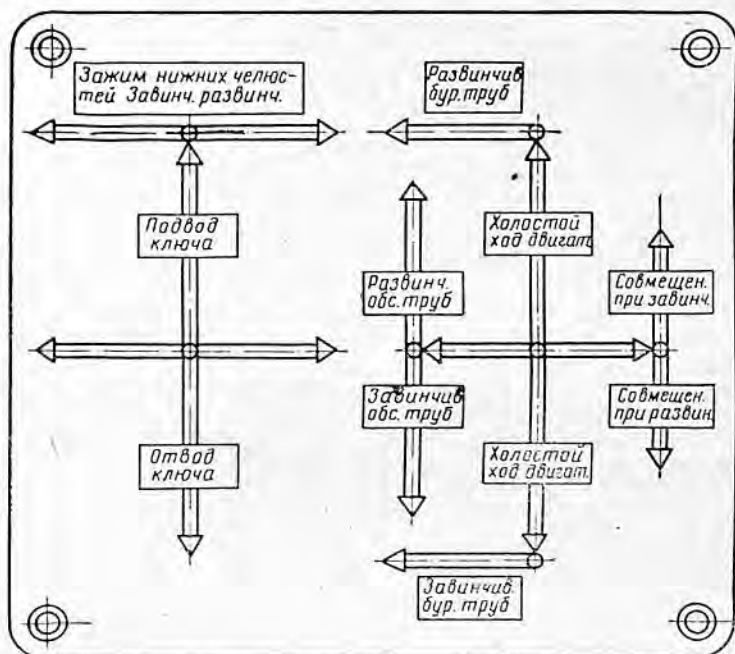 Зажим нижних челюс-
тей Завинч. развинч.
Развинчив.
бур. труб
Подвод
ключа
Холостой
ход двигат.
Развинч.
обс. труб
Совмещен.
при завинч.
Завинчив.
обс. труб
Совмещен.
при развин.
Отвод
ключа
Холостой
ход двигат.
Завинчив.
бур. труб